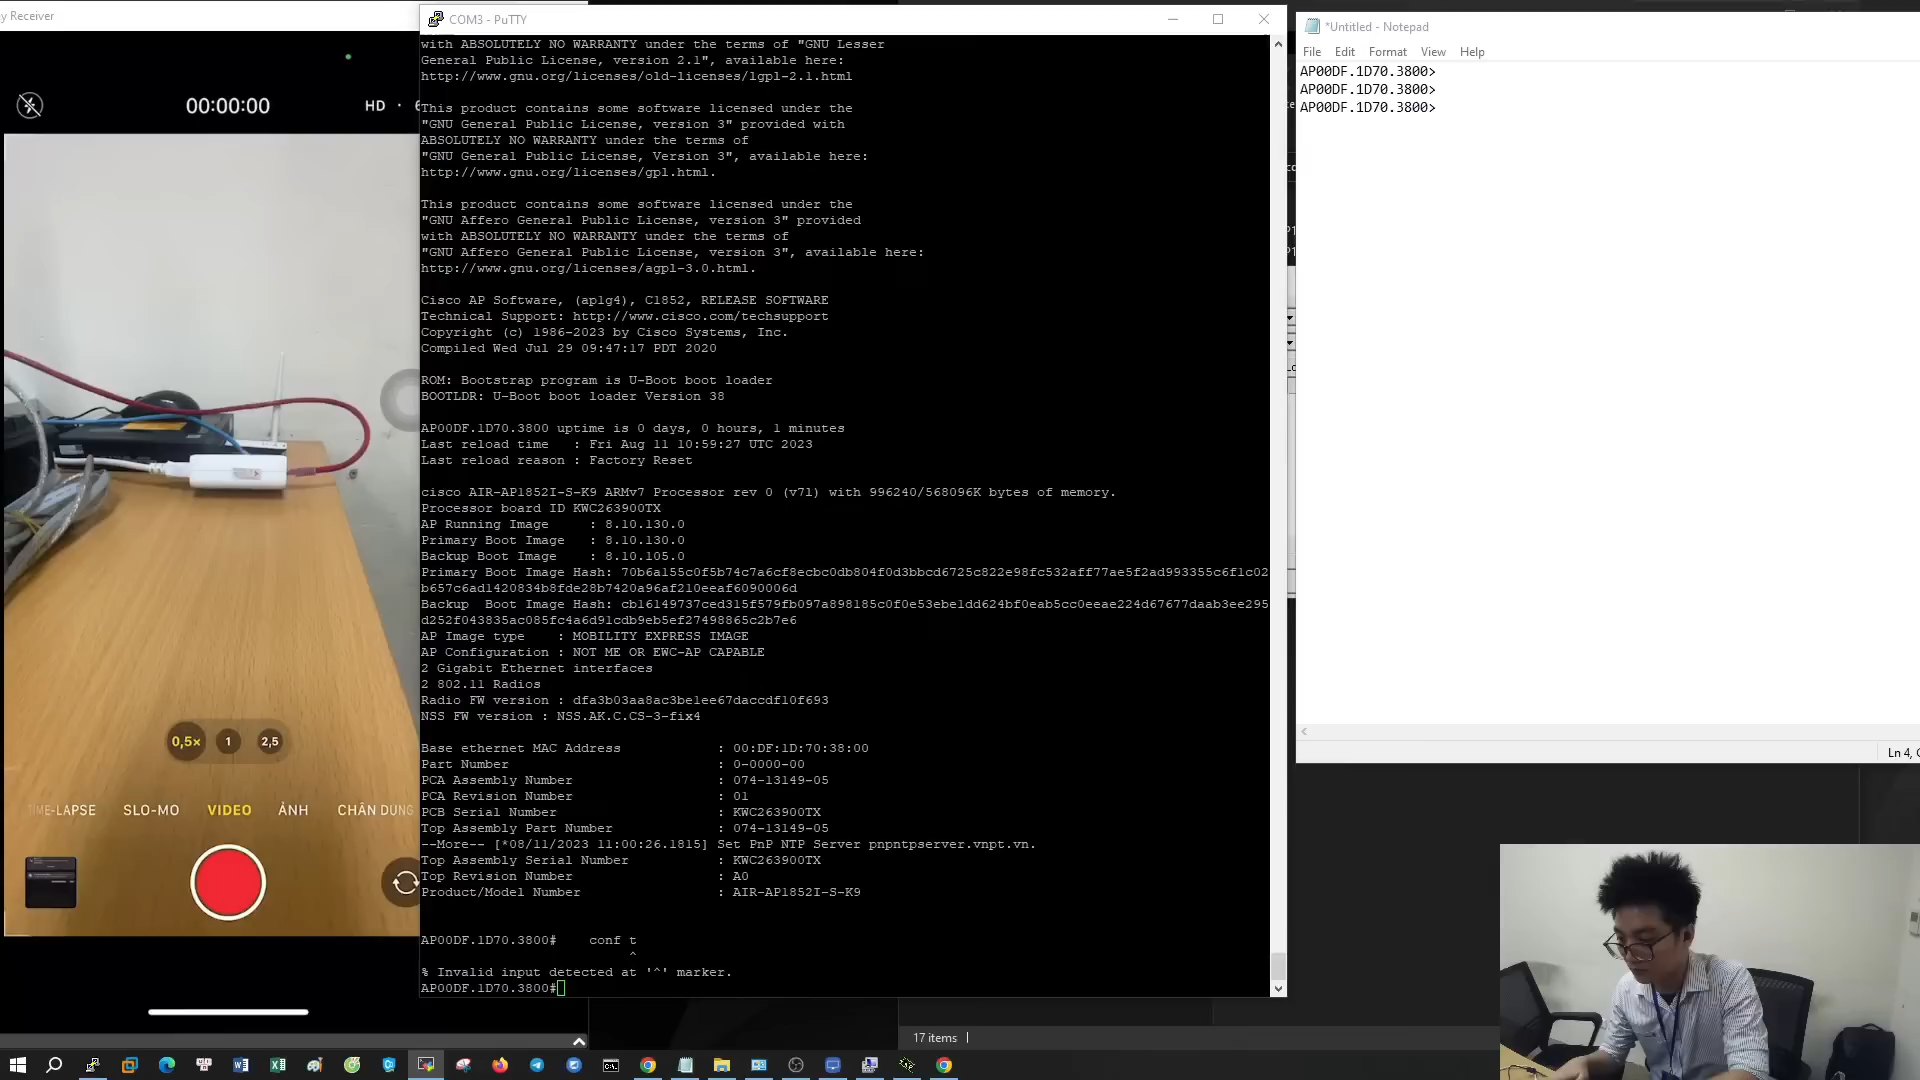 y Receiver
00:00:00
HD · 6
0,5×
1
2,5
SLO-MO
VIDEO
ẢNH
CHÂN DUNG
COM3 - PuTTY
with ABSOLUTELY NO WARRANTY under the terms of "GNU Lesser
General Public License, version 2.1", available here:
http://www.gnu.org/licenses/old-licenses/lgpl-2.1.html
This product contains some software licensed under the
"GNU General Public License, version 3" provided with
ABSOLUTELY NO WARRANTY under the terms of
"GNU General Public License, Version 3", available here:
http://www.gnu.org/licenses/gpl.html.
This product contains some software licensed under the
"GNU Affero General Public License, version 3" provided
with ABSOLUTELY NO WARRANTY under the terms of
"GNU Affero General Public License, version 3", available here:
http://www.gnu.org/licenses/agpl-3.0.html.
Cisco AP Software, (ap1g4), C1852, RELEASE SOFTWARE
Technical Support: http://www.cisco.com/techsupport
Copyright (c) 1986-2023 by Cisco Systems, Inc.
Compiled Wed Jul 29 09:47:17 PDT 2020
ROM: Bootstrap program is U-Boot boot loader
BOOTLDR: U-Boot boot loader Version 38
AP00DF.1D70.3800 uptime is 0 days, 0 hours, 1 minutes
Last reload time   : Fri Aug 11 10:59:27 UTC 2023
Last reload reason : Factory Reset
cisco AIR-AP1852I-S-K9 ARMv7 Processor rev 0 (v7l) with 996240/568096K bytes of memory.
Processor board ID KWC263900TX
AP Running Image     : 8.10.130.0
Primary Boot Image   : 8.10.130.0
Backup Boot Image    : 8.10.105.0
Primary Boot Image Hash: 70b6a155c0f5b74c7a6cf8ecbc0db804f0d3bbcd6725c822e98fc532aff77ae5f2ad993355c6f1c02
b657c6ad1420834b8fde28b7420a96af210eeaf6090006d
Backup  Boot Image Hash: cb16149737ced315f579fb097a898185c0f0e53ebe1dd624bf0eab5cc0eeae224d67677daab3ee295
d252f043835ac085fc4a6d91cdb9eb5ef27498865c2b7e6
AP Image type    : MOBILITY EXPRESS IMAGE
AP Configuration : NOT ME OR EWC-AP CAPABLE
2 Gigabit Ethernet interfaces
2 802.11 Radios
Radio FW version : dfa3b03aa8ac3be1ee67daccdf10f693
NSS FW version : NSS.AK.C.CS-3-fix4
Base ethernet MAC Address            : 00:DF:1D:70:38:00
Part Number                          : 0-0000-00
PCA Assembly Number                  : 074-13149-05
PCA Revision Number                  : 01
PCB Serial Number                    : KWC263900TX
Top Assembly Part Number             : 074-13149-05
--More-- [*08/11/2023 11:00:26.1815] Set PnP NTP Server pnpntpserver.vnpt.vn.
Top Assembly Serial Number           : KWC263900TX
Top Revision Number                  : A0
Product/Model Number                 : AIR-AP1852I-S-K9
AP00DF.1D70.3800#    conf t
^
% Invalid input detected at '^' marker.
AP00DF.1D70.3800#
*Untitled - Notepad
File Edit Format View Help
AP00DF.1D70.3800>
AP00DF.1D70.3800>
AP00DF.1D70.3800>
Ln 4, C
17 items